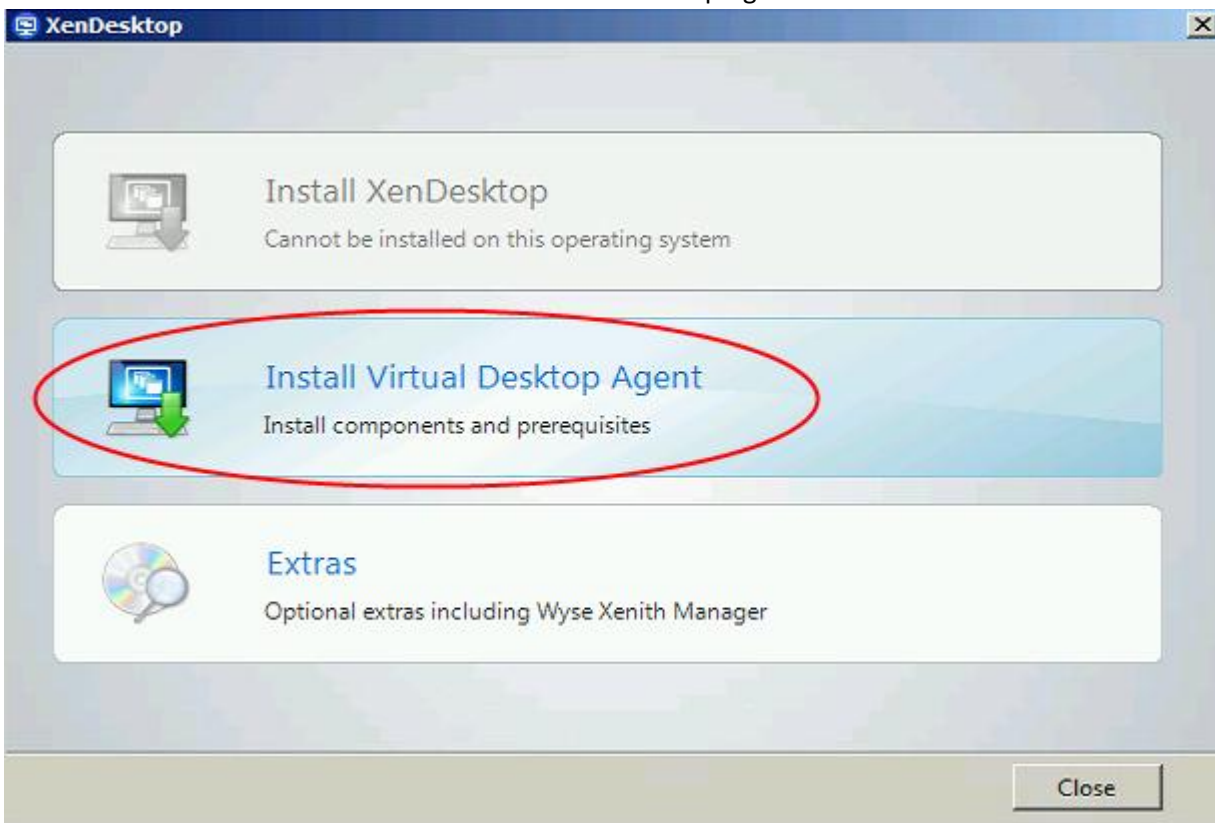 XenDesktop
Install XenDesktop
Cannot be installed on this operating system
Install Virtual Desktop Agent
Install components and prerequisites
Extras
Optional extras including Wyse Xenith Manager
Close